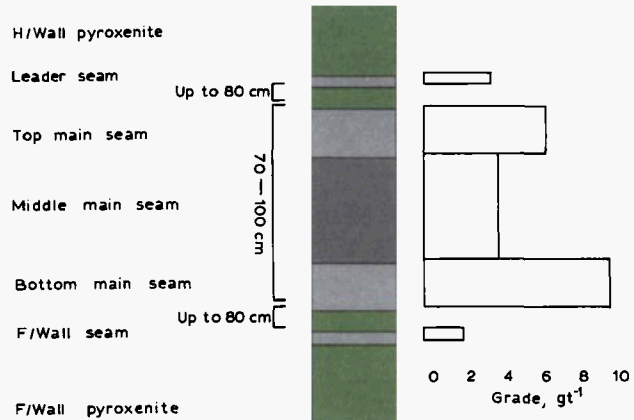 H/Wall pyroxenite
Leader seam
Up to 80 cm
Top main seam
70 — 100 cm
Middle main seam
Bottom main seam
Up to 80 cm
F/Wall seam
F/Wall pyroxenite
0 2 4 6 8 10
Grade, gt⁻¹